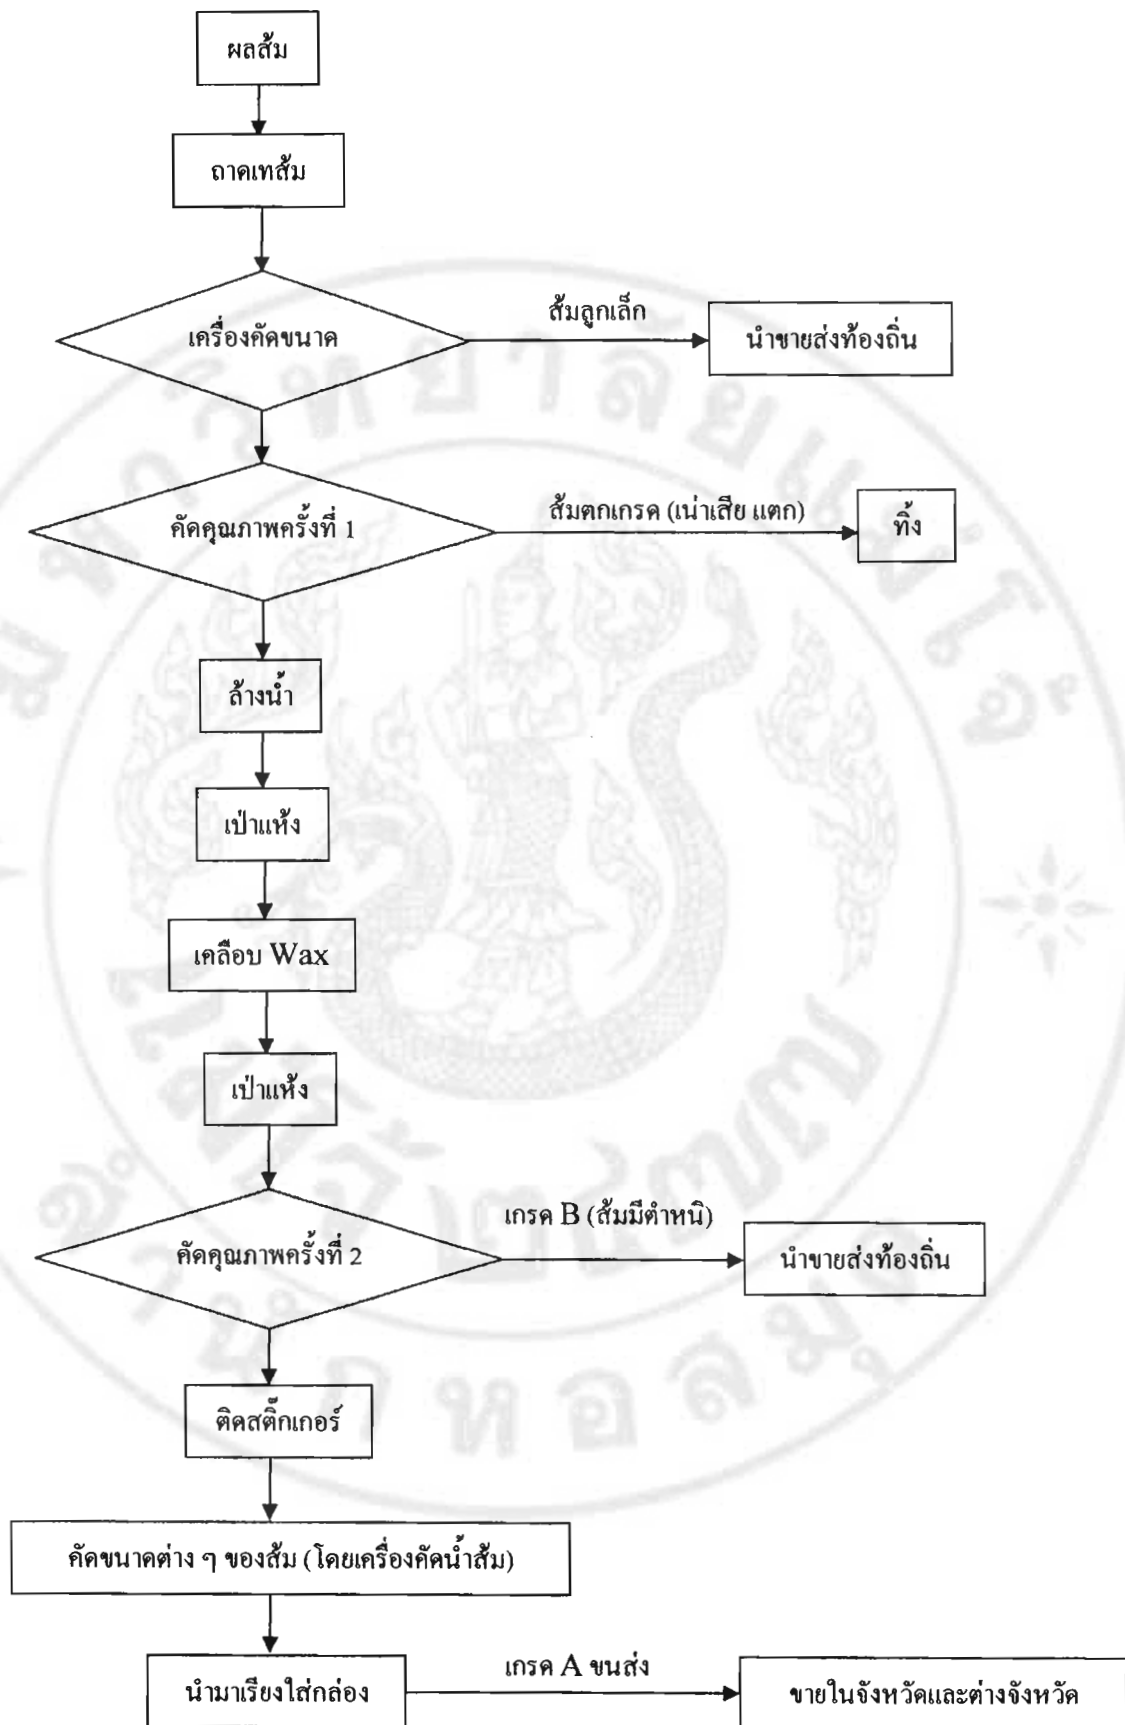 ผลส้ม
ถาดเทส้ม
เครื่องคัดขนาด
ส้มลูกเล็ก
นำขายส่งท้องถิ่น
คัดคุณภาพครั้งที่ 1
ส้มตกเกรด (เน่าเสีย แตก)
ทิ้ง
ล้างน้ำ
เป่าแห้ง
เคลือบ Wax
เป่าแห้ง
คัดคุณภาพครั้งที่ 2
เกรด B (ส้มมีตำหนิ)
นำขายส่งท้องถิ่น
ติดสติ๊กเกอร์
คัดขนาดต่าง ๆ ของส้ม (โดยเครื่องคัดน้ำส้ม)
นำมาเรียงใส่กล่อง
เกรด A ขนส่ง
ขายในจังหวัดและต่างจังหวัด